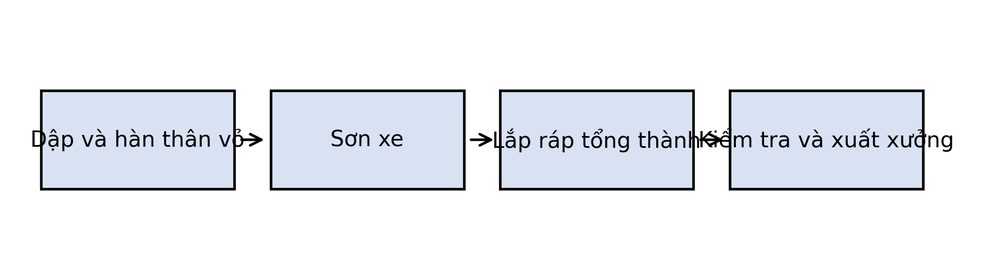 Dập và hàn thân vỏ
Sơn xe
Lắp ráp tổng thành
Kiểm tra và xuất xưởng